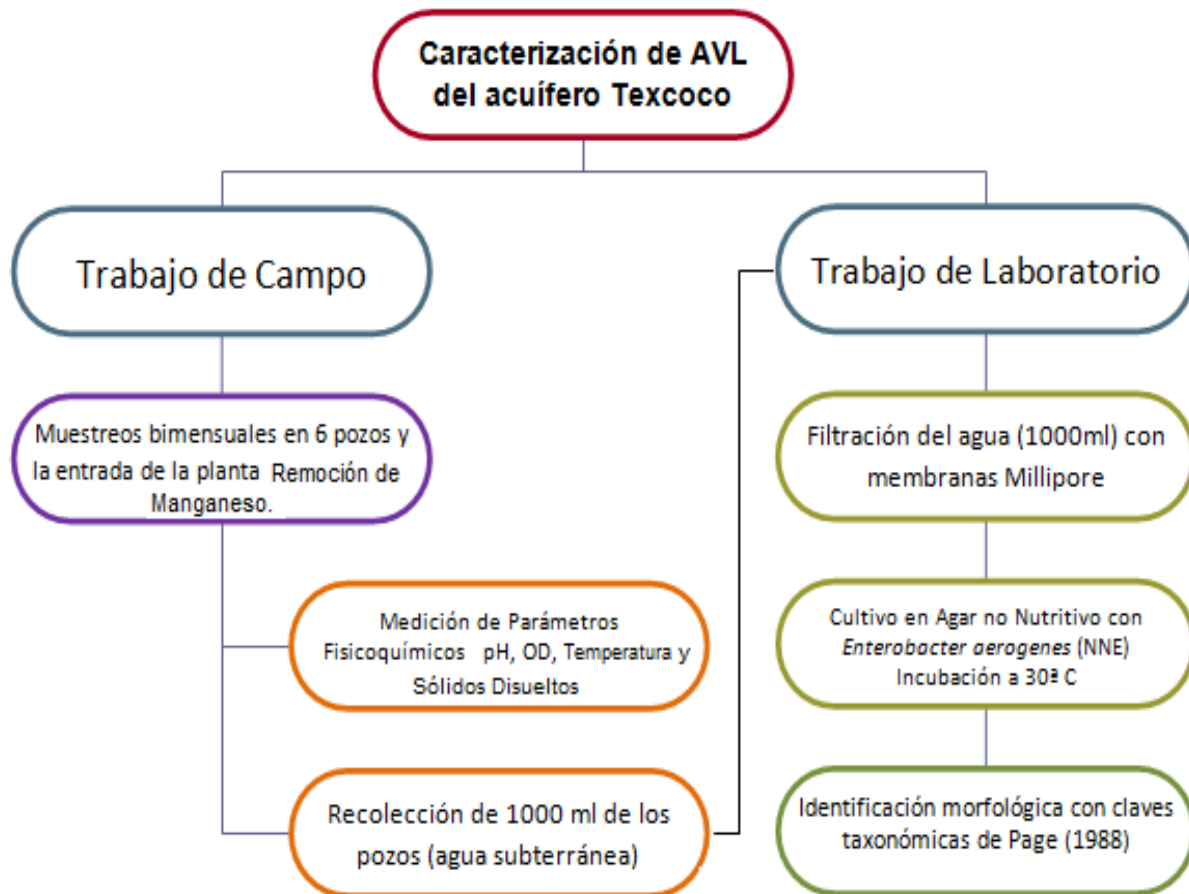 Caracterización de AVL
del acuífero Texcoco
Trabajo de Campo
Muestreos bimensuales en 6 pozos y
la entrada de la planta Remoción de
Manganeso.
Medición de Parámetros
Fisicoquímicos pH, OD, Temperatura y
Sólidos Disueltos
Recolección de 1000 ml de los
pozos (agua subterránea)
Trabajo de Laboratorio
Filtración del agua (1000ml) con
membranas Millipore
Cultivo en Agar no Nutritivo con
Enterobacter aerogenes (NNE)
Incubación a 30ª C
Identificación morfológica con claves
taxonómicas de Page (1988)